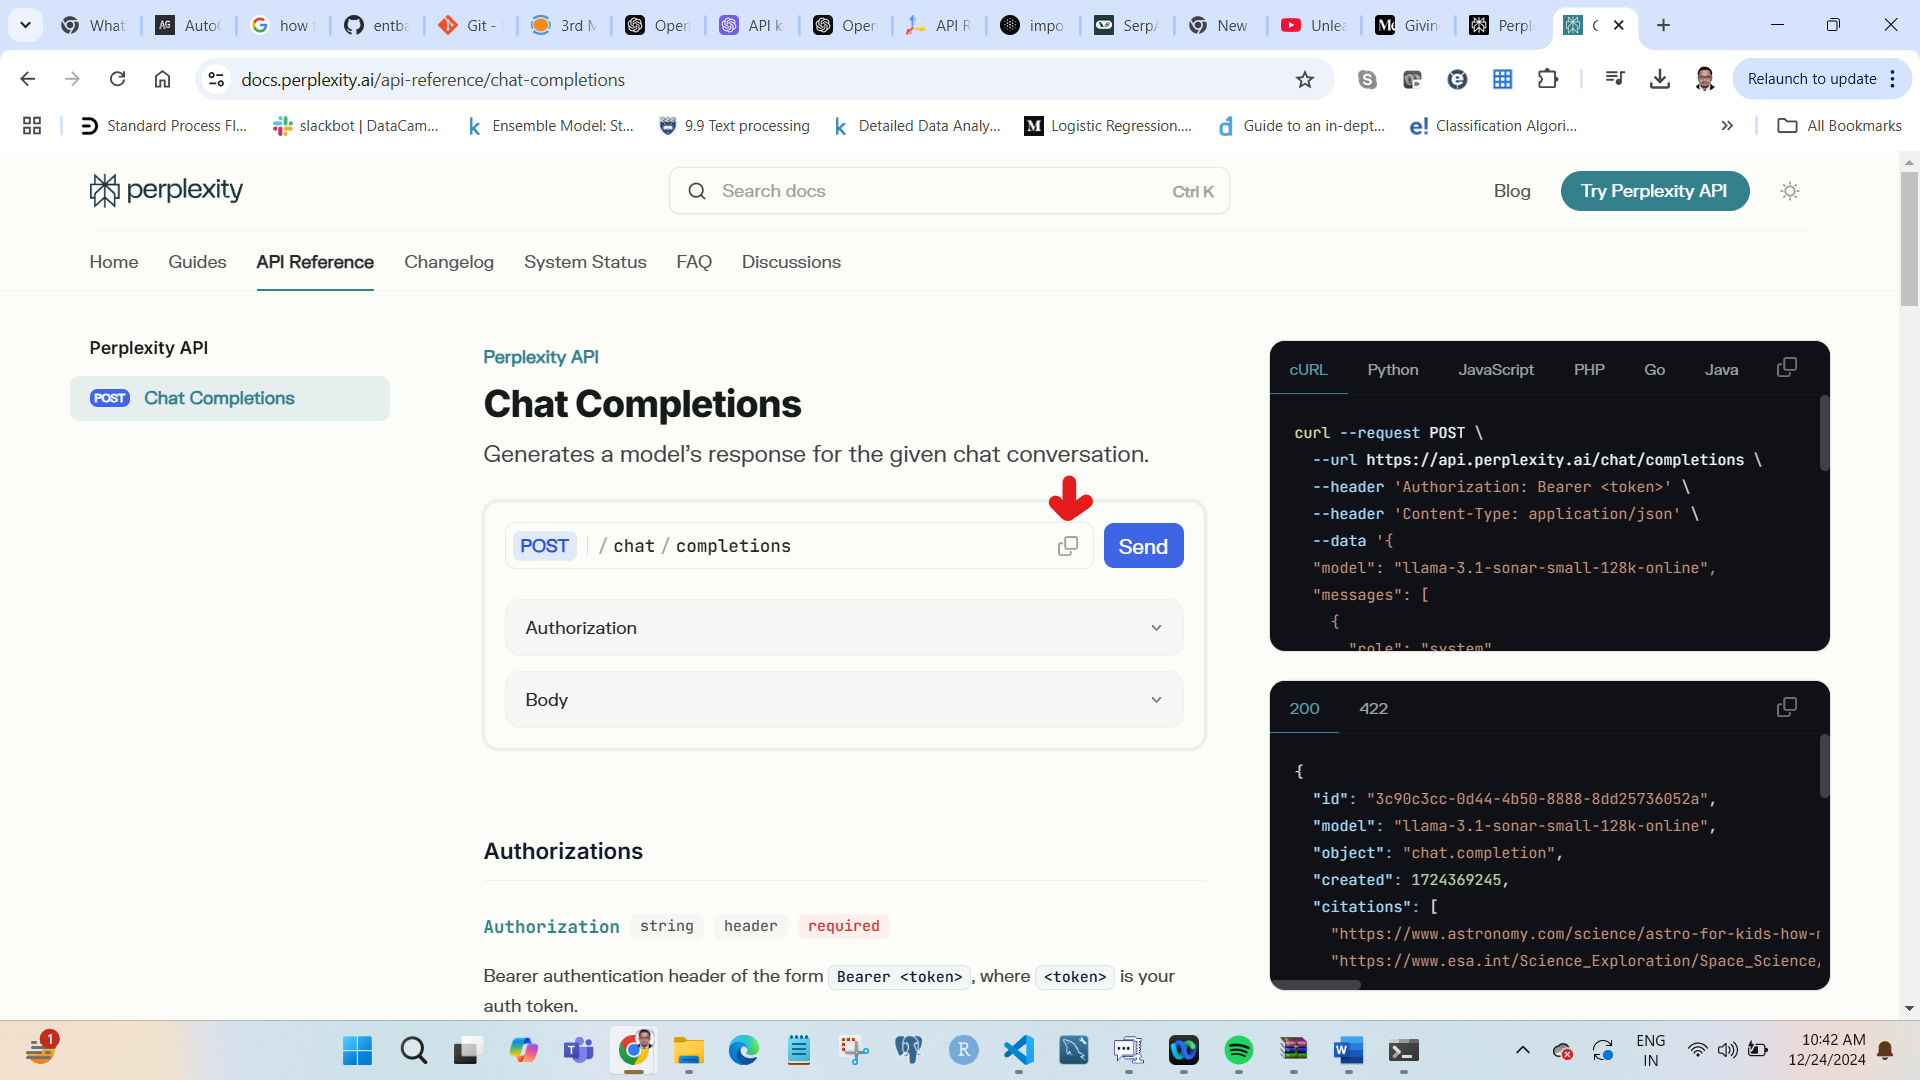 What
AutoG
how t
entba
Git -
3rd M
Open
API k
Open
API R
impo
SerpA
New
Unlea
Givin
Perpl
docs.perplexity.ai/api-reference/chat-completions
Relaunch to update
Standard Process Fl...
slackbot | DataCam...
Ensemble Model: St...
9.9 Text processing
Detailed Data Analy...
Logistic Regression....
Guide to an in-dept...
Classification Algori...
All Bookmarks
perplexity
Search docs
Ctrl K
Blog
Try Perplexity API
Home
Guides
API Reference
Changelog
System Status
FAQ
Discussions
Perplexity API
POST Chat Completions
Perplexity API
Chat Completions
Generates a model's response for the given chat conversation.
POST / chat / completions
Send
Authorization
Body
Authorizations
Authorization string header required
Bearer authentication header of the form Bearer <token>, where <token> is your
auth token.
cURL Python JavaScript PHP Go Java
curl --request POST \
--url https://api.perplexity.ai/chat/completions \
--header 'Authorization: Bearer <token>' \
--header 'Content-Type: application/json' \
--data '{
"model": "llama-3.1-sonar-small-128k-online",
"messages": [
{
"role": "system"
200 422
{
"id": "3c90c3cc-0d44-4b50-8888-8dd25736052a",
"model": "llama-3.1-sonar-small-128k-online",
"object": "chat.completion",
"created": 1724369245,
"citations": [
"https://www.astronomy.com/science/astro-for-kids-how-m
"https://www.esa.int/Science_Exploration/Space_Science/
1
ENG
IN
10:42 AM
12/24/2024